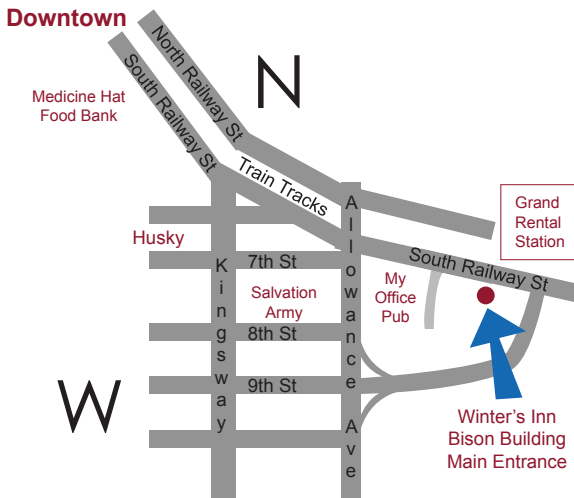 Downtown
North Railway St
N
South Railway St
Medicine Hat
Food Bank
Train Tracks
Grand
Rental
Station
Husky
Kingsway
7th St
Allowance Ave
South Railway St
Salvation
Army
My
Office
Pub
8th St
W
9th St
Winter's Inn
Bison Building
Main Entrance